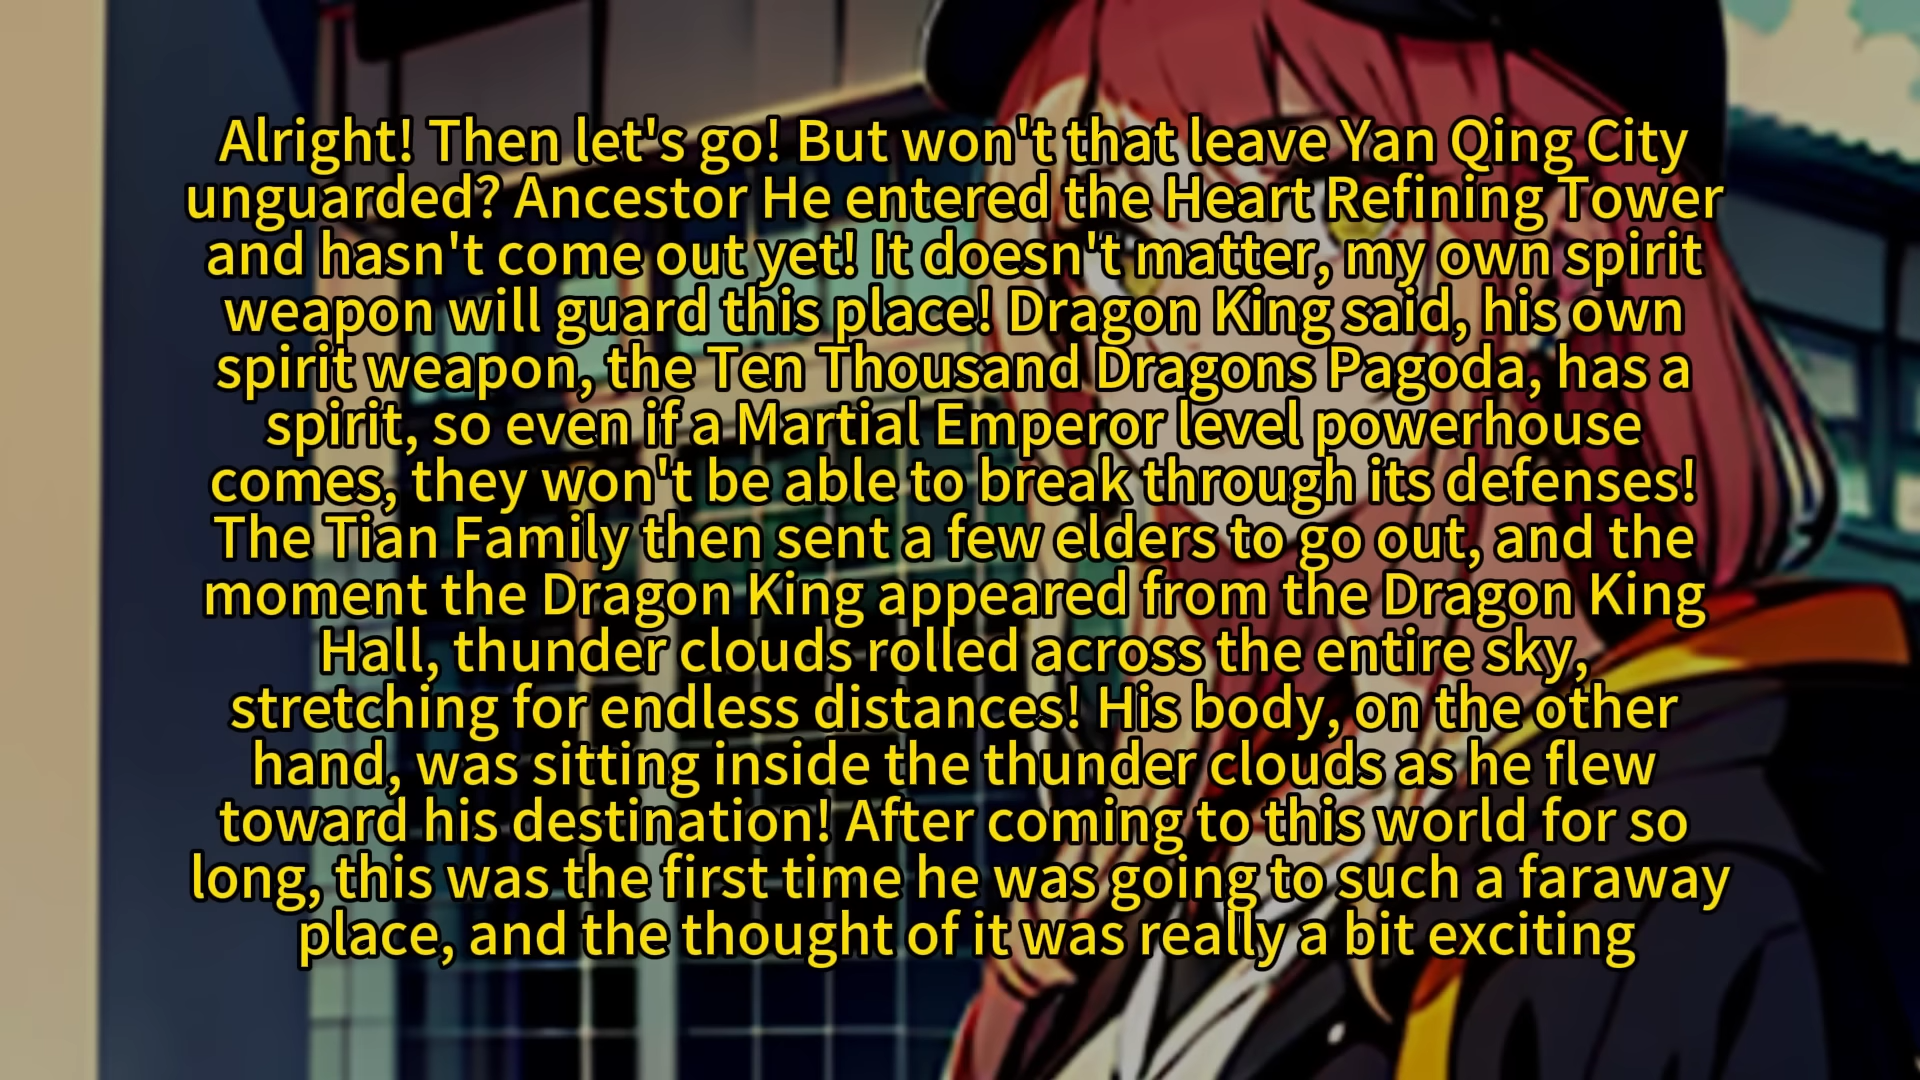 Alright! Then let's go! But won't that leave Yan Qing City
unguarded? Ancestor He entered the Heart Refining Tower
and hasn't come out yet! It doesn't matter, my own spirit
weapon will guard this place! Dragon King said, his own
spirit weapon, the Ten Thousand Dragons Pagoda, has a
spirit, so even if a Martial Emperor level powerhouse
comes, they won't be able to break through its defenses!
The Tian Family then sent a few elders to go out, and the
moment the Dragon King appeared from the Dragon King
Hall, thunder clouds rolled across the entire sky,
stretching for endless distances! His body, on the other
hand, was sitting inside the thunder clouds as he flew
toward his destination! After coming to this world for so
long, this was the first time he was going to such a faraway
place, and the thought of it was really a bit exciting